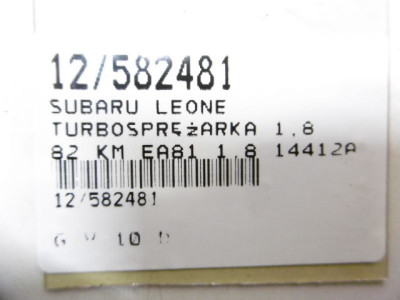 12/582481
SUBARU LEONE
TURBOSPRĘŻARKA 1,8
82 KM EA81 1,8 14412A
12/582481